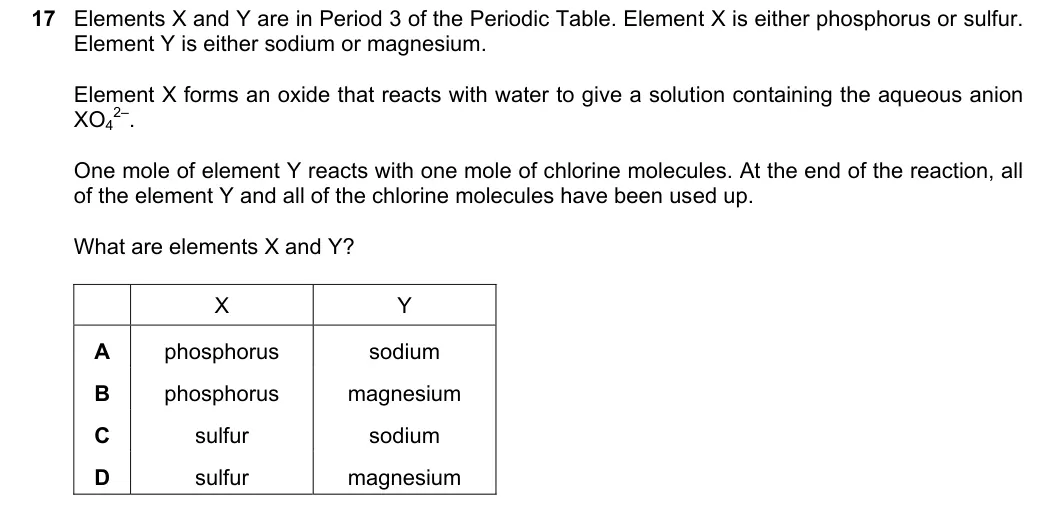 17 Elements X and Y are in Period 3 of the Periodic Table. Element X is either phosphorus or sulfur.
Element Y is either sodium or magnesium.
Element X forms an oxide that reacts with water to give a solution containing the aqueous anion
XO₄²⁻.
One mole of element Y reacts with one mole of chlorine molecules. At the end of the reaction, all
of the element Y and all of the chlorine molecules have been used up.
What are elements X and Y?
X Y
A phosphorus sodium
B phosphorus magnesium
C sulfur sodium
D sulfur magnesium